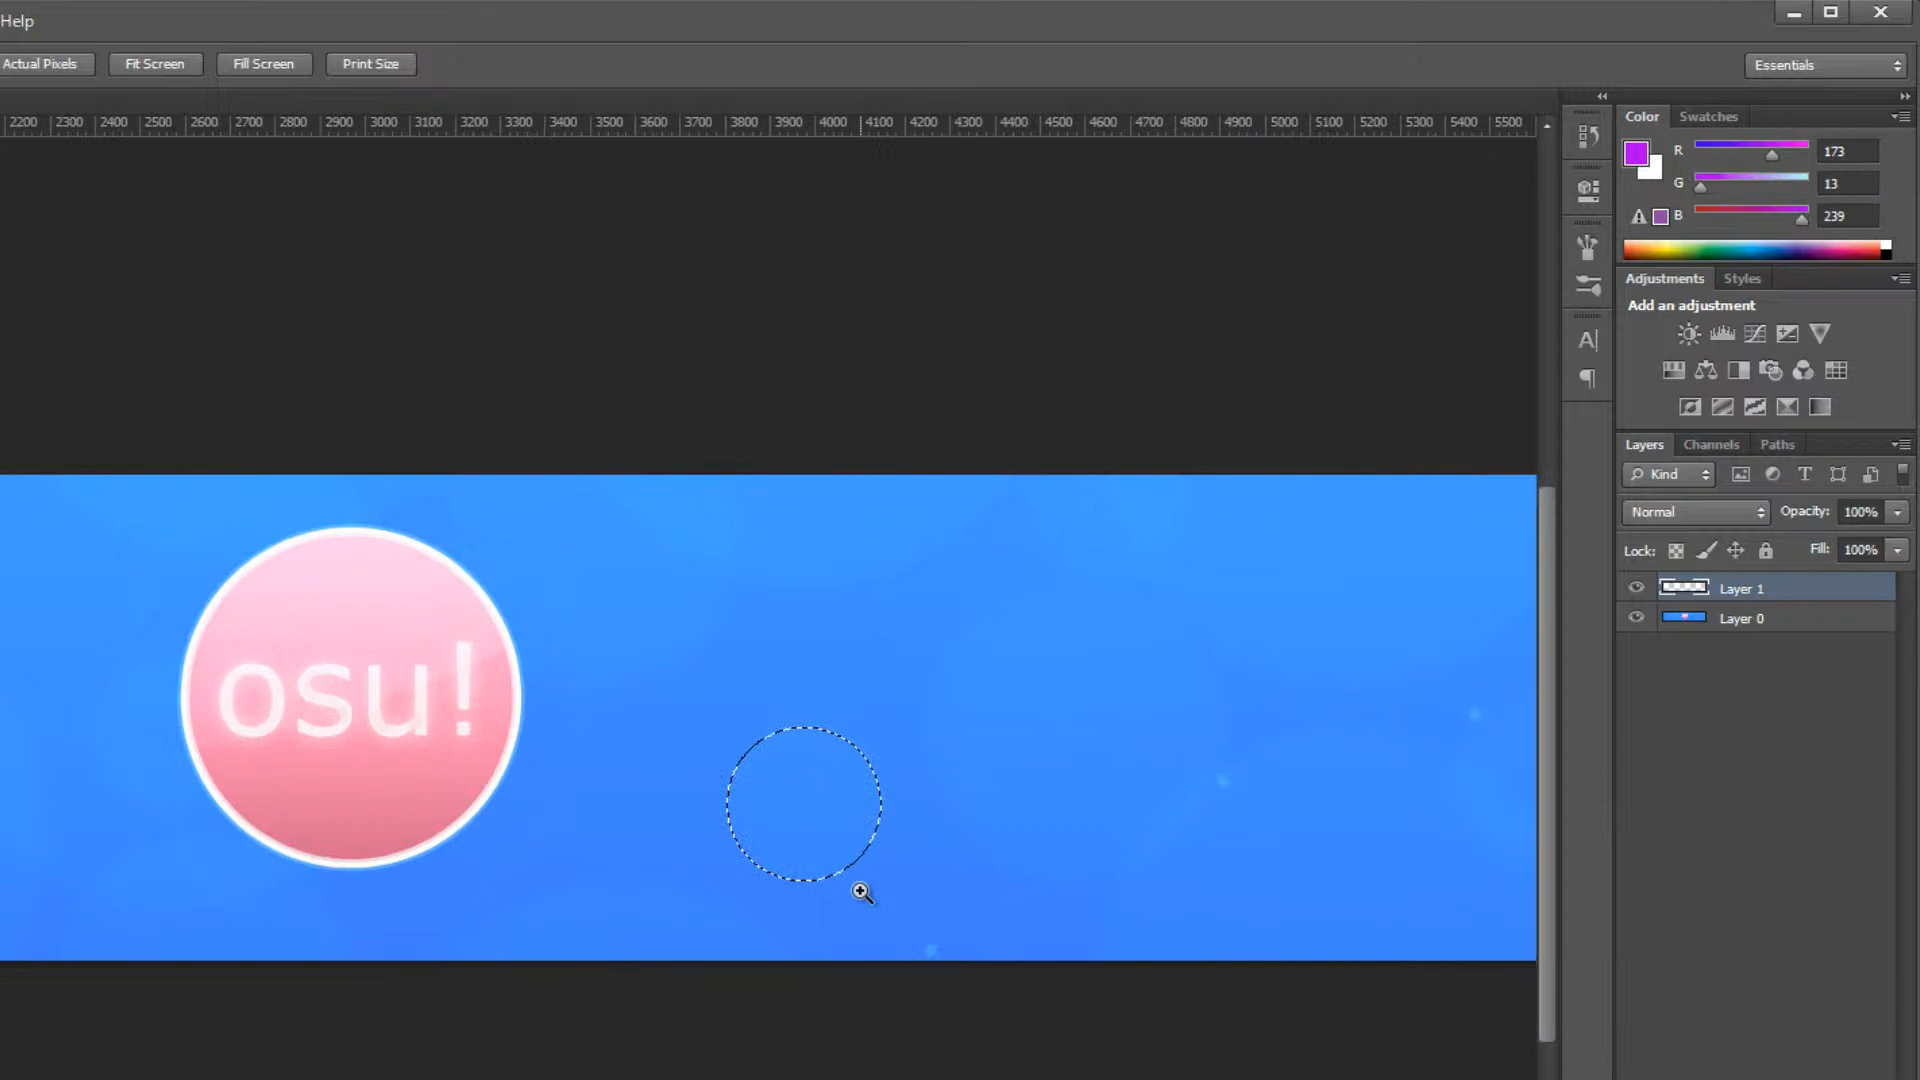 Help
Actual Pixels
Fit Screen
Fill Screen
Print Size
Essentials
2200 2300 2400 2500 2600 2700 2800 2900 3000 3100 3200 3300 3400 3500 3600 3700 3800 3900 4000 4100 4200 4300 4400 4500 4600 4700 4800 4900 5000 5100 5200 5300 5400 5500
Color Swatches
R 173
G 13
B 239
Adjustments Styles
Add an adjustment
Layers Channels Paths
Kind
Normal Opacity: 100%
Lock: Fill: 100%
Layer 1
Layer 0
osu!